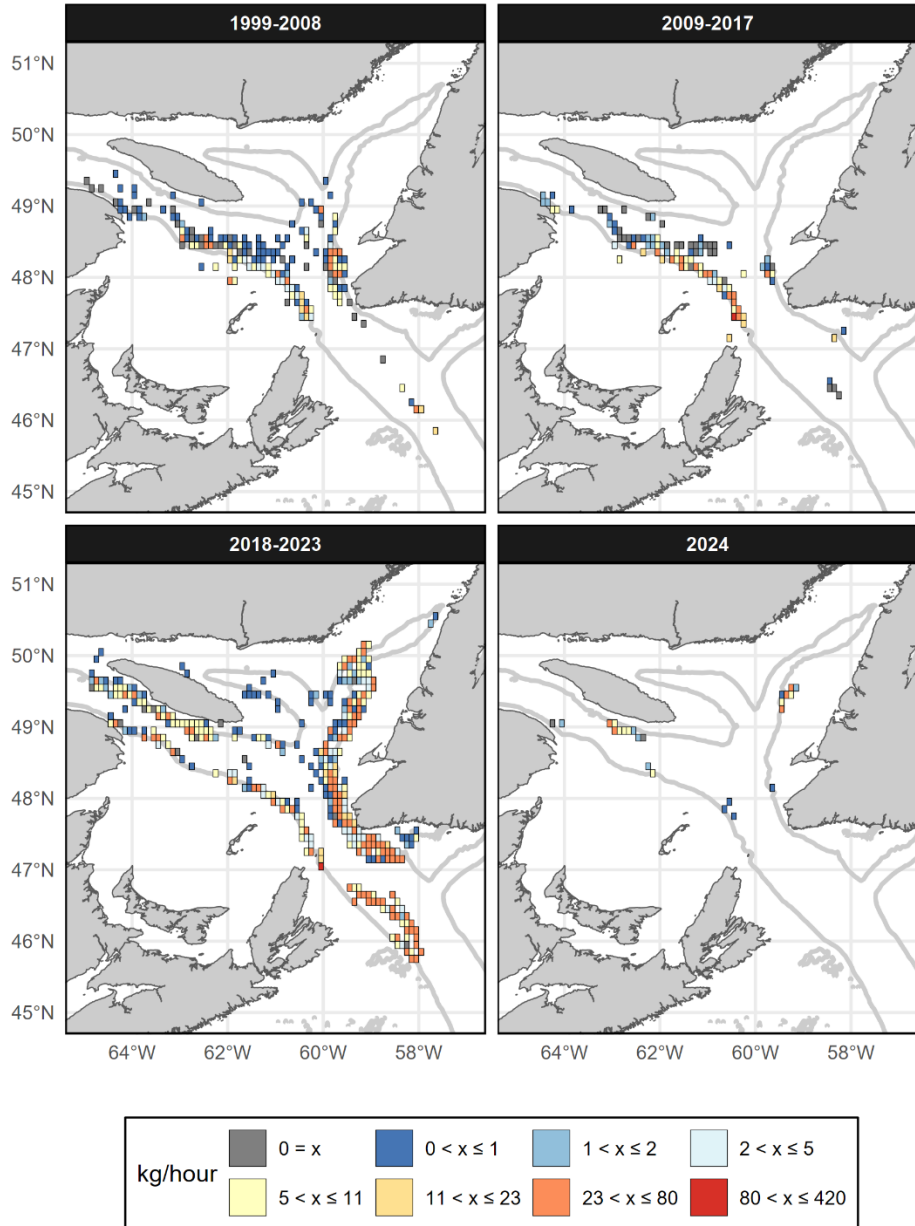 1999-2008
2009-2017
51°N
50°N
49°N
48°N
47°N
46°N
45°N
2018-2023
2024
51°N
50°N
49°N
48°N
47°N
46°N
45°N
64°W 62°W 60°W 58°W
64°W 62°W 60°W 58°W
kg/hour
0 = x
0 < x ≤ 1
1 < x ≤ 2
2 < x ≤ 5
5 < x ≤ 11
11 < x ≤ 23
23 < x ≤ 80
80 < x ≤ 420